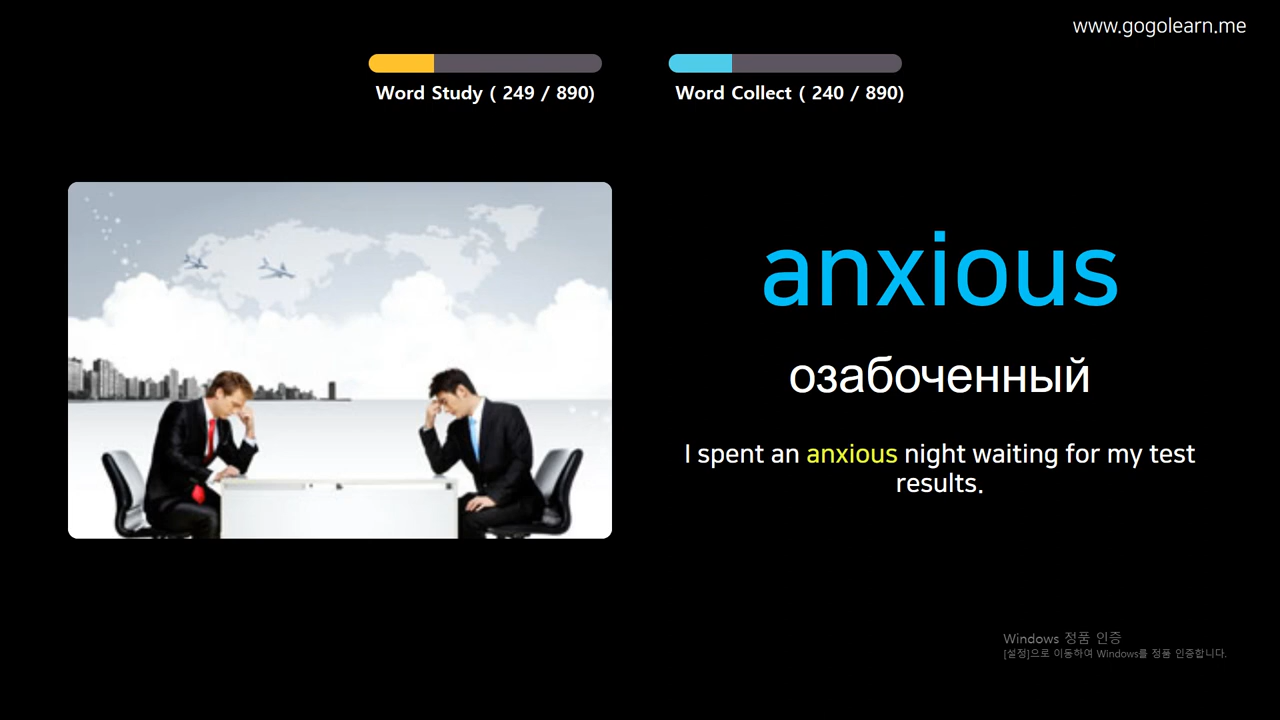 www.gogolearn.me
Word Study ( 249 / 890)
Word Collect ( 240 / 890)
anxious
озабоченный
I spent an anxious night waiting for my test
results.
Windows 정품 인증
[설정]으로 이동하여 Windows를 정품 인증합니다.